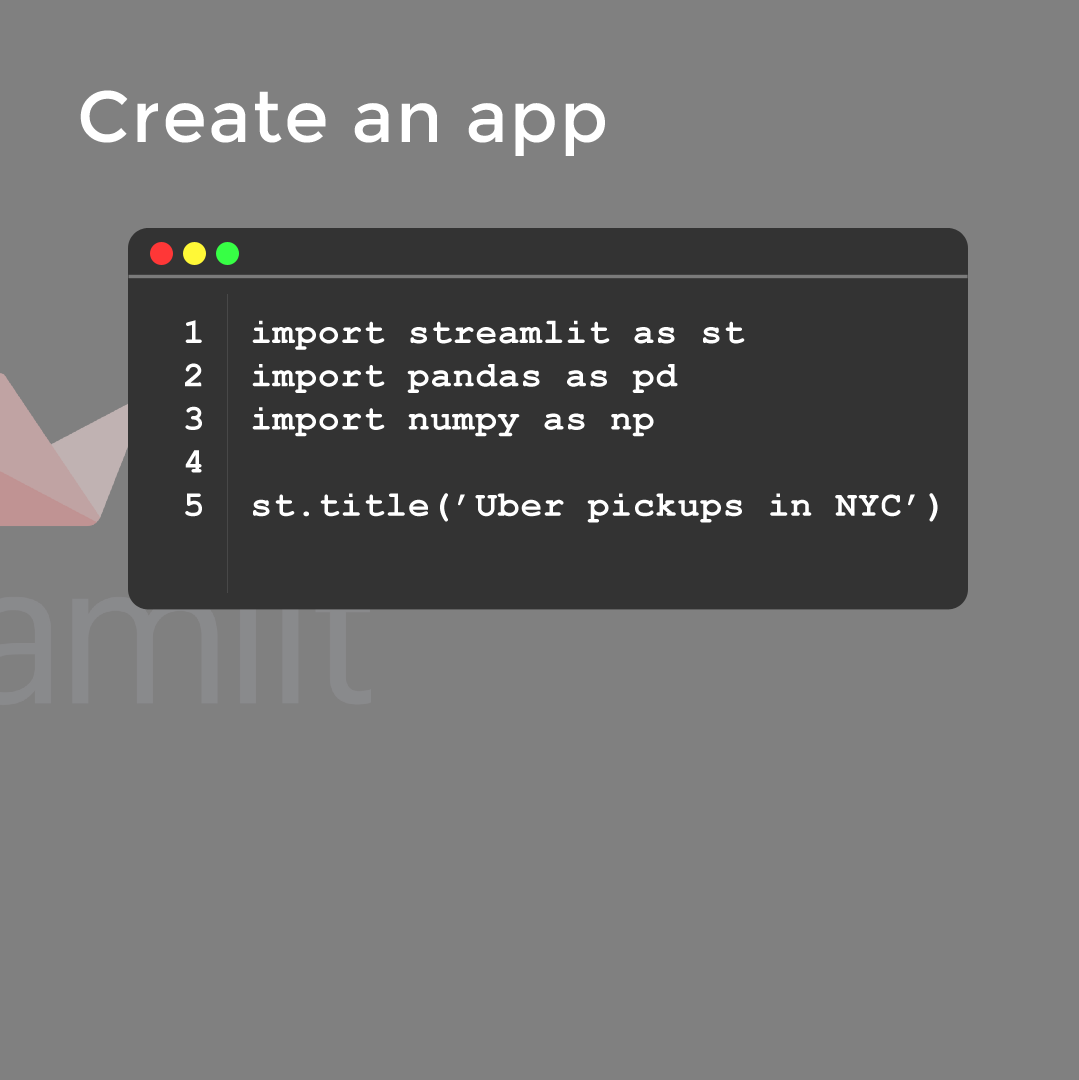 Create an app
1 import streamlit as st
2 import pandas as pd
3 import numpy as np
4
5 st.title(’Uber pickups in NYC’)
amlit